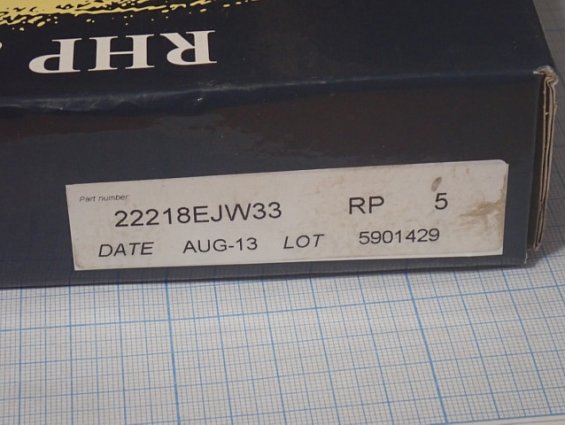 RHP
Part number
22218EJW33 RP 5
DATE AUG-13 LOT 5901429